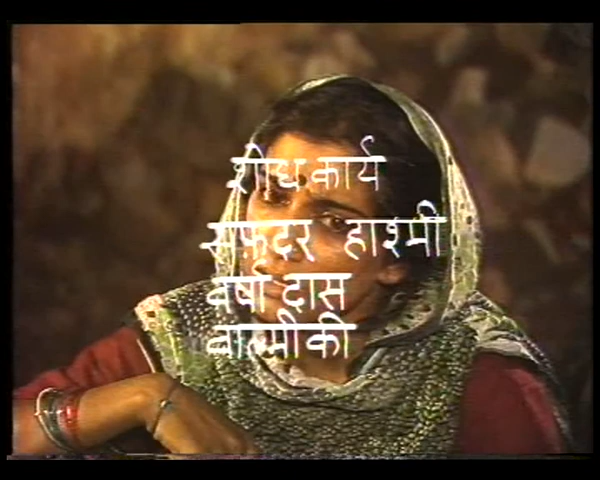 शोध कार्य
सफ़दर हाश्मी
वर्षा दास
वाल्मीकी